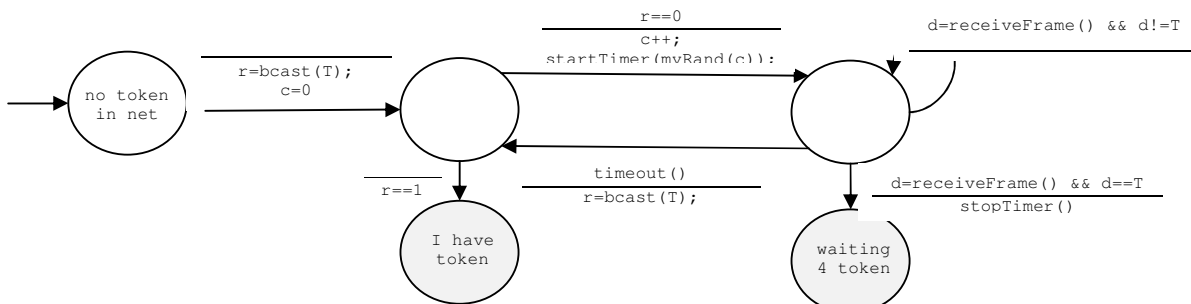 r==0
c++;
startTimer(myRand(c));
d=receiveFrame() && d!=T
r=bcast(T);
c=0
no token
in net
timeout()
r=bcast(T);
r==1
d=receiveFrame() && d==T
stopTimer()
I have
token
waiting
4 token